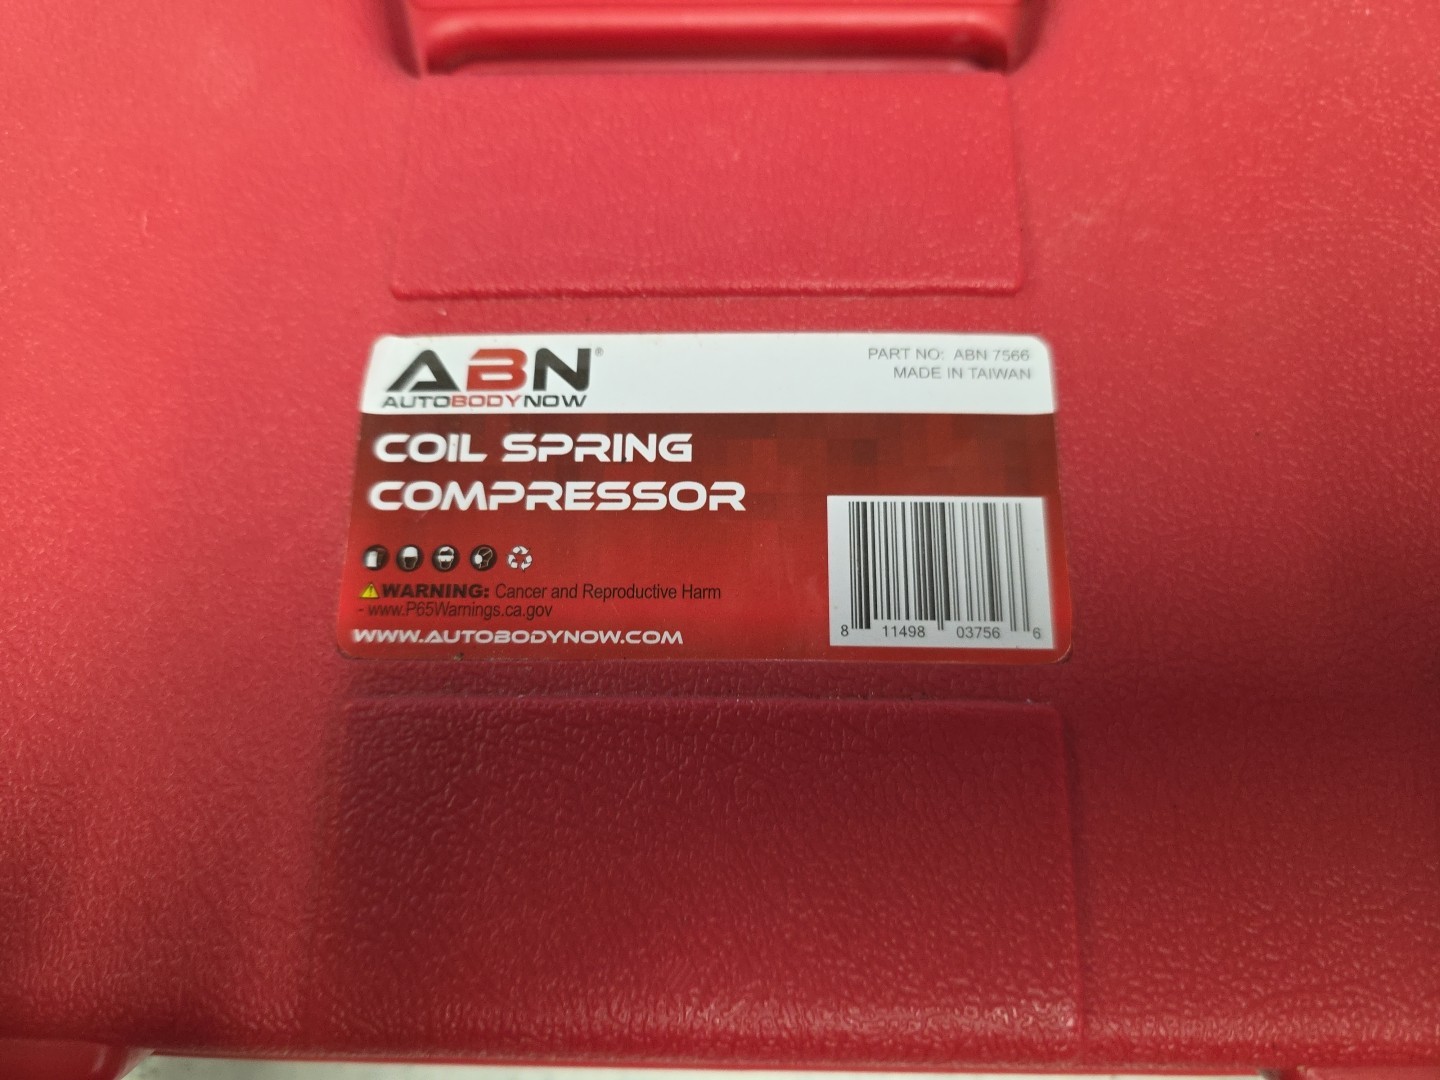 ABN®
AUTOBODYNOW
PART NO: ABN 7566
MADE IN TAIWAN
COIL SPRING
COMPRESSOR
WARNING: Cancer and Reproductive Harm
- www.P65Warnings.ca.gov
WWW.AUTOBODYNOW.COM
8 11498 03756 6